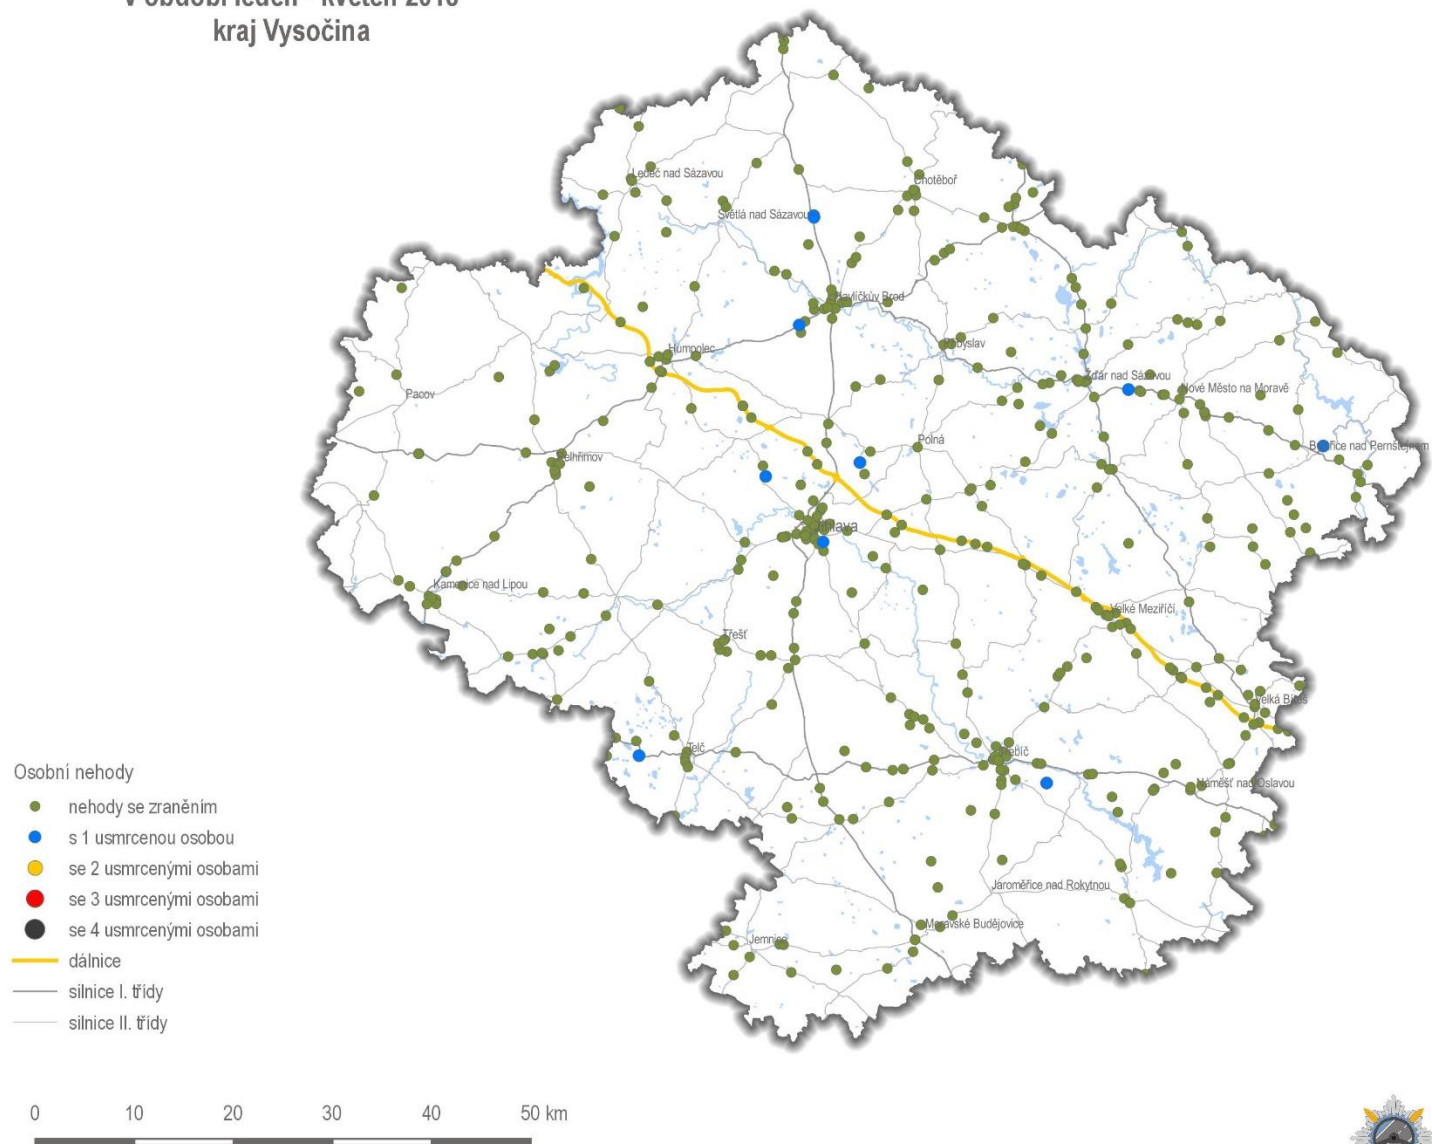 kraj Vysočina
Ledeč nad Sázavou
Chotěboř
Světlá nad Sázavou
Havlíčkův Brod
Humpolec
Přibyslav
Žďár nad Sázavou
Nové Město na Moravě
Pacov
Polná
Bystřice nad Pernštejnem
Pelhřimov
Jihlava
Kamenice nad Lipou
Velké Meziříčí
Třešť
Velká Bíteš
Telč
Třebíč
Náměšť nad Oslavou
Jaroměřice nad Rokytnou
Moravské Budějovice
Jemnice
Osobní nehody
nehody se zraněním
s 1 usmrcenou osobou
se 2 usmrcenými osobami
se 3 usmrcenými osobami
se 4 usmrcenými osobami
dálnice
silnice I. třídy
silnice II. třídy
0 10 20 30 40 50 km